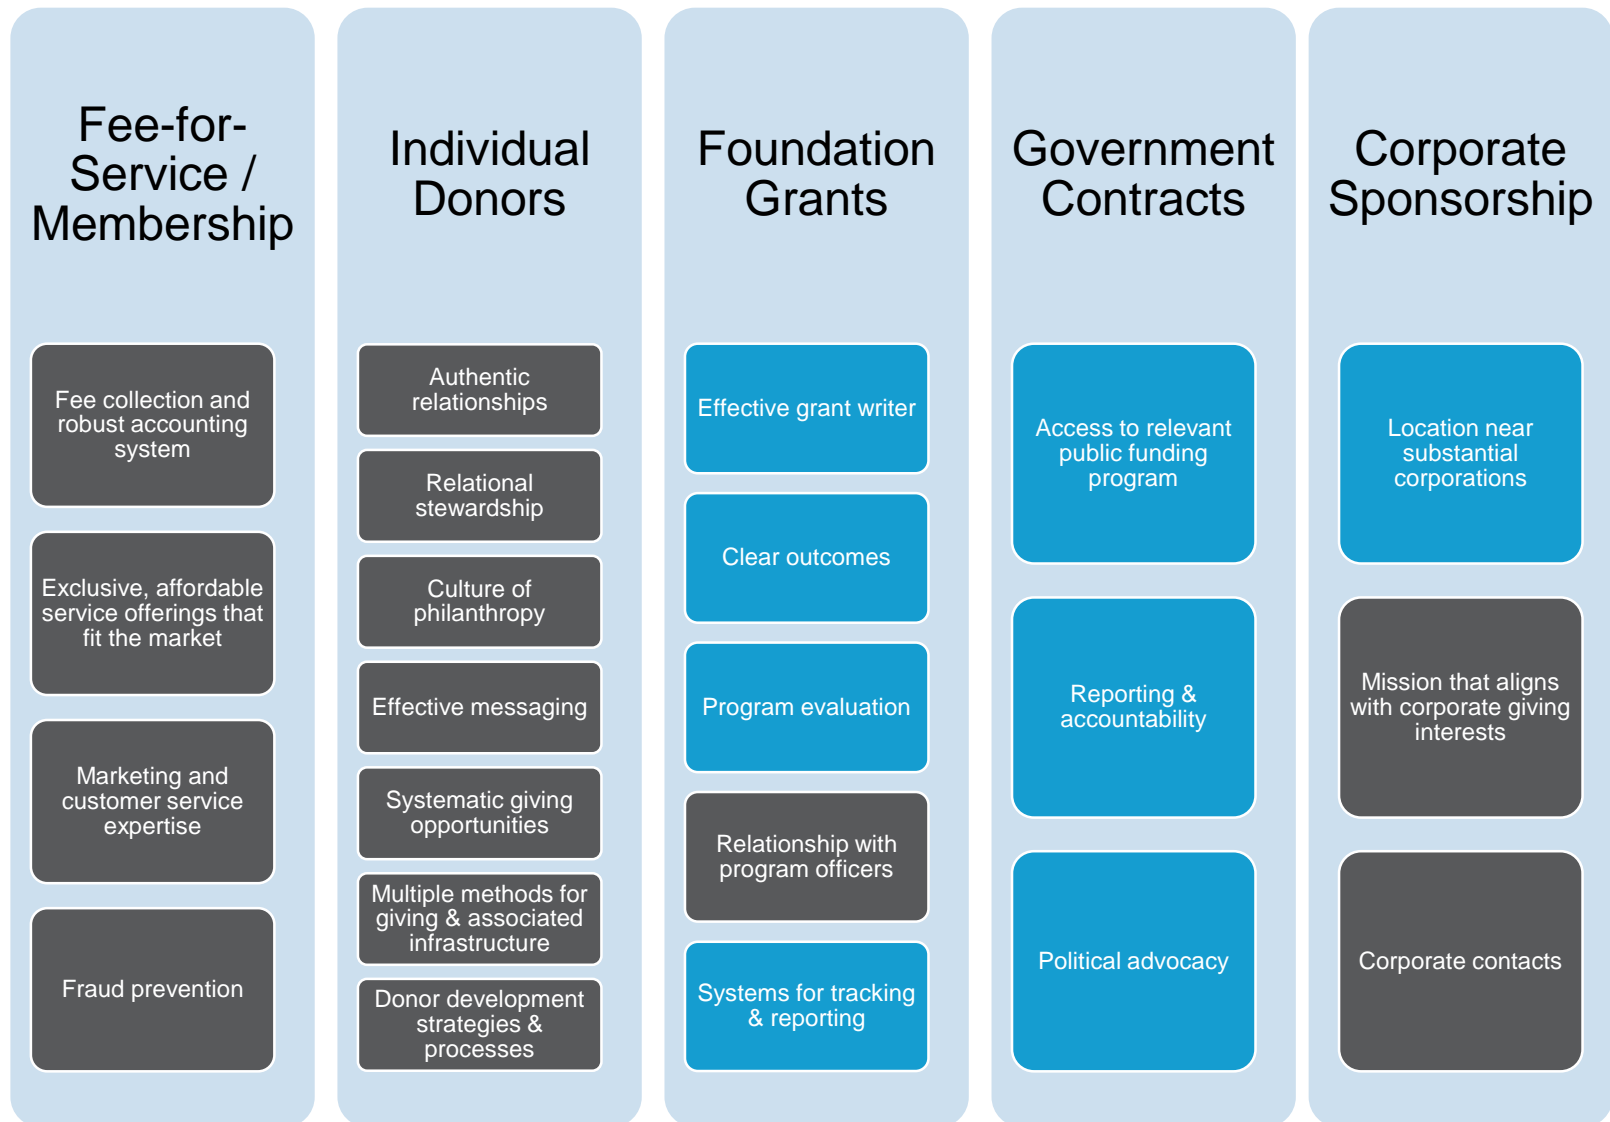 Fee-for-
Service /
Membership
Fee collection and
robust accounting
system
Exclusive, affordable
service offerings that
fit the market
Marketing and
customer service
expertise
Fraud prevention
Individual
Donors
Authentic
relationships
Relational
stewardship
Culture of
philanthropy
Effective messaging
Systematic giving
opportunities
Multiple methods for
giving & associated
infrastructure
Donor development
strategies &
processes
Foundation
Grants
Effective grant writer
Clear outcomes
Program evaluation
Relationship with
program officers
Systems for tracking
& reporting
Government
Contracts
Access to relevant
public funding
program
Reporting &
accountability
Political advocacy
Corporate
Sponsorship
Location near
substantial
corporations
Mission that aligns
with corporate giving
interests
Corporate contacts